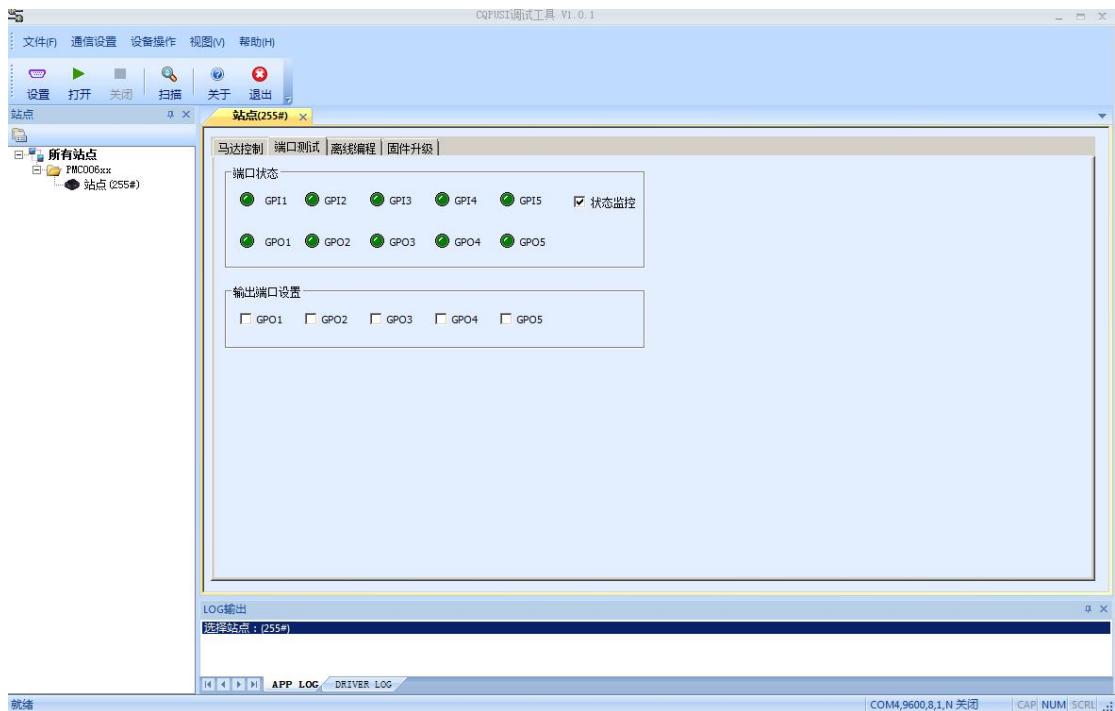 CQPUSI调试工具 V1.0.1
文件(F) 通信设置 设备操作 视图(V) 帮助(H)
设置 打开 关闭 扫描 关于 退出
站点
站点(255#)
所有站点
PMC006xx
站点 (255#)
马达控制 端口测试 离线编程 固件升级
端口状态
GPI1 GPI2 GPI3 GPI4 GPI5 状态监控
GPO1 GPO2 GPO3 GPO4 GPO5
输出端口设置
GPO1 GPO2 GPO3 GPO4 GPO5
LOG输出
选择站点：(255#)
APP LOG DRIVER LOG
就绪 COM4,9600,8,1,N 关闭 CAP NUM SCRL